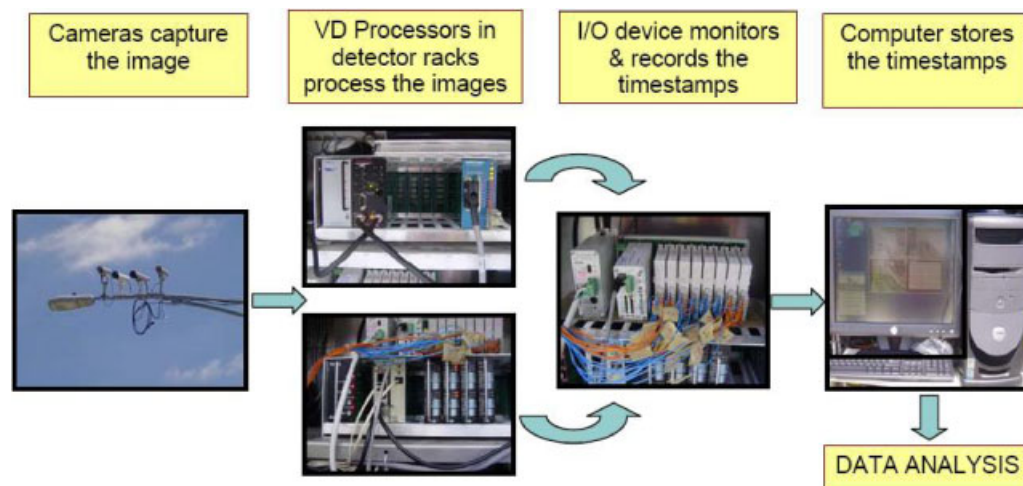 Cameras capture
the image
VD Processors in
detector racks
process the images
I/O device monitors
& records the
timestamps
Computer stores
the timestamps
DATA ANALYSIS